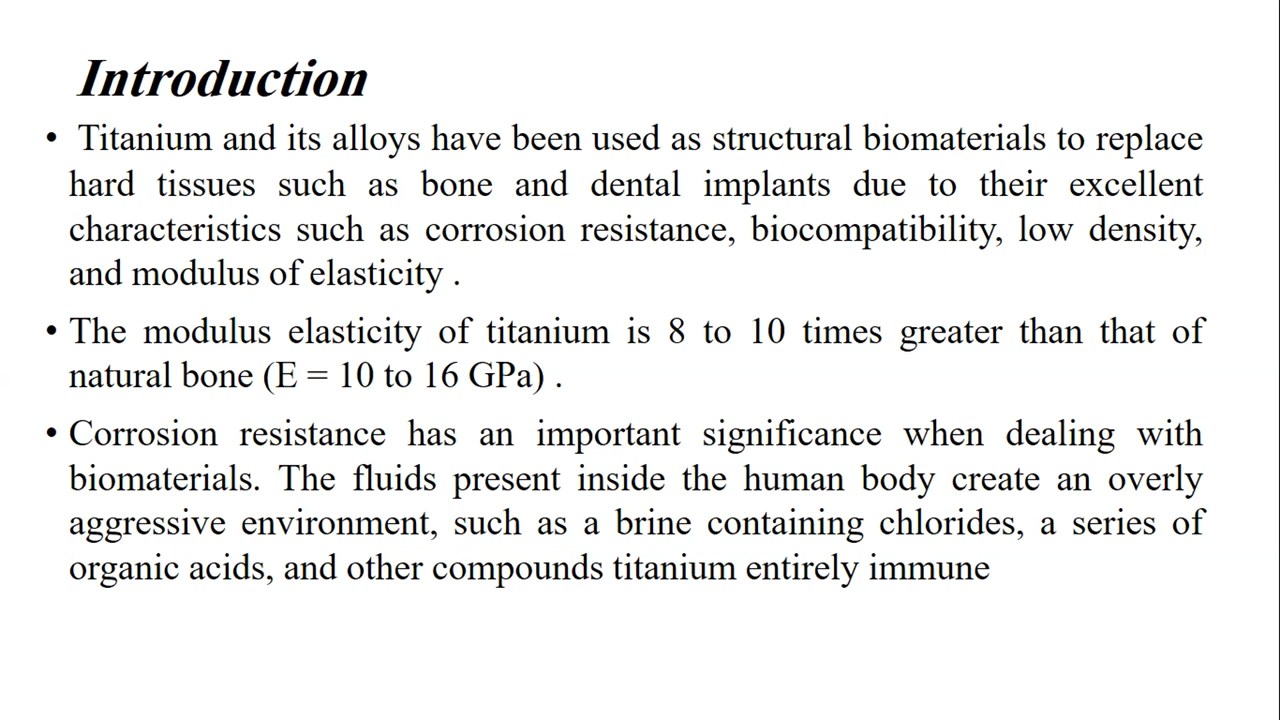 Introduction
• Titanium and its alloys have been used as structural biomaterials to replace
hard tissues such as bone and dental implants due to their excellent
characteristics such as corrosion resistance, biocompatibility, low density,
and modulus of elasticity .
• The modulus elasticity of titanium is 8 to 10 times greater than that of
natural bone (E = 10 to 16 GPa) .
• Corrosion resistance has an important significance when dealing with
biomaterials. The fluids present inside the human body create an overly
aggressive environment, such as a brine containing chlorides, a series of
organic acids, and other compounds titanium entirely immune